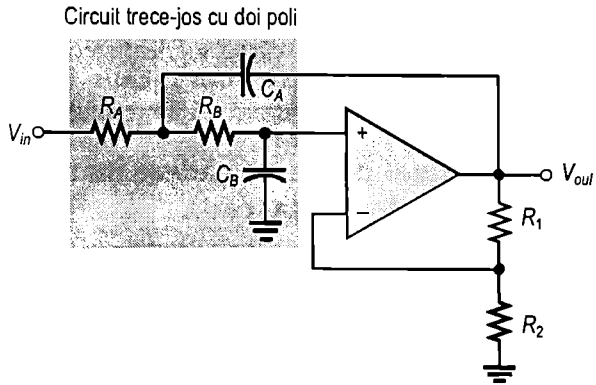 Circuit trece-jos cu doi poli
C_A
R_A
R_B
V_in
+
C_B
V_out
−
R_1
R_2